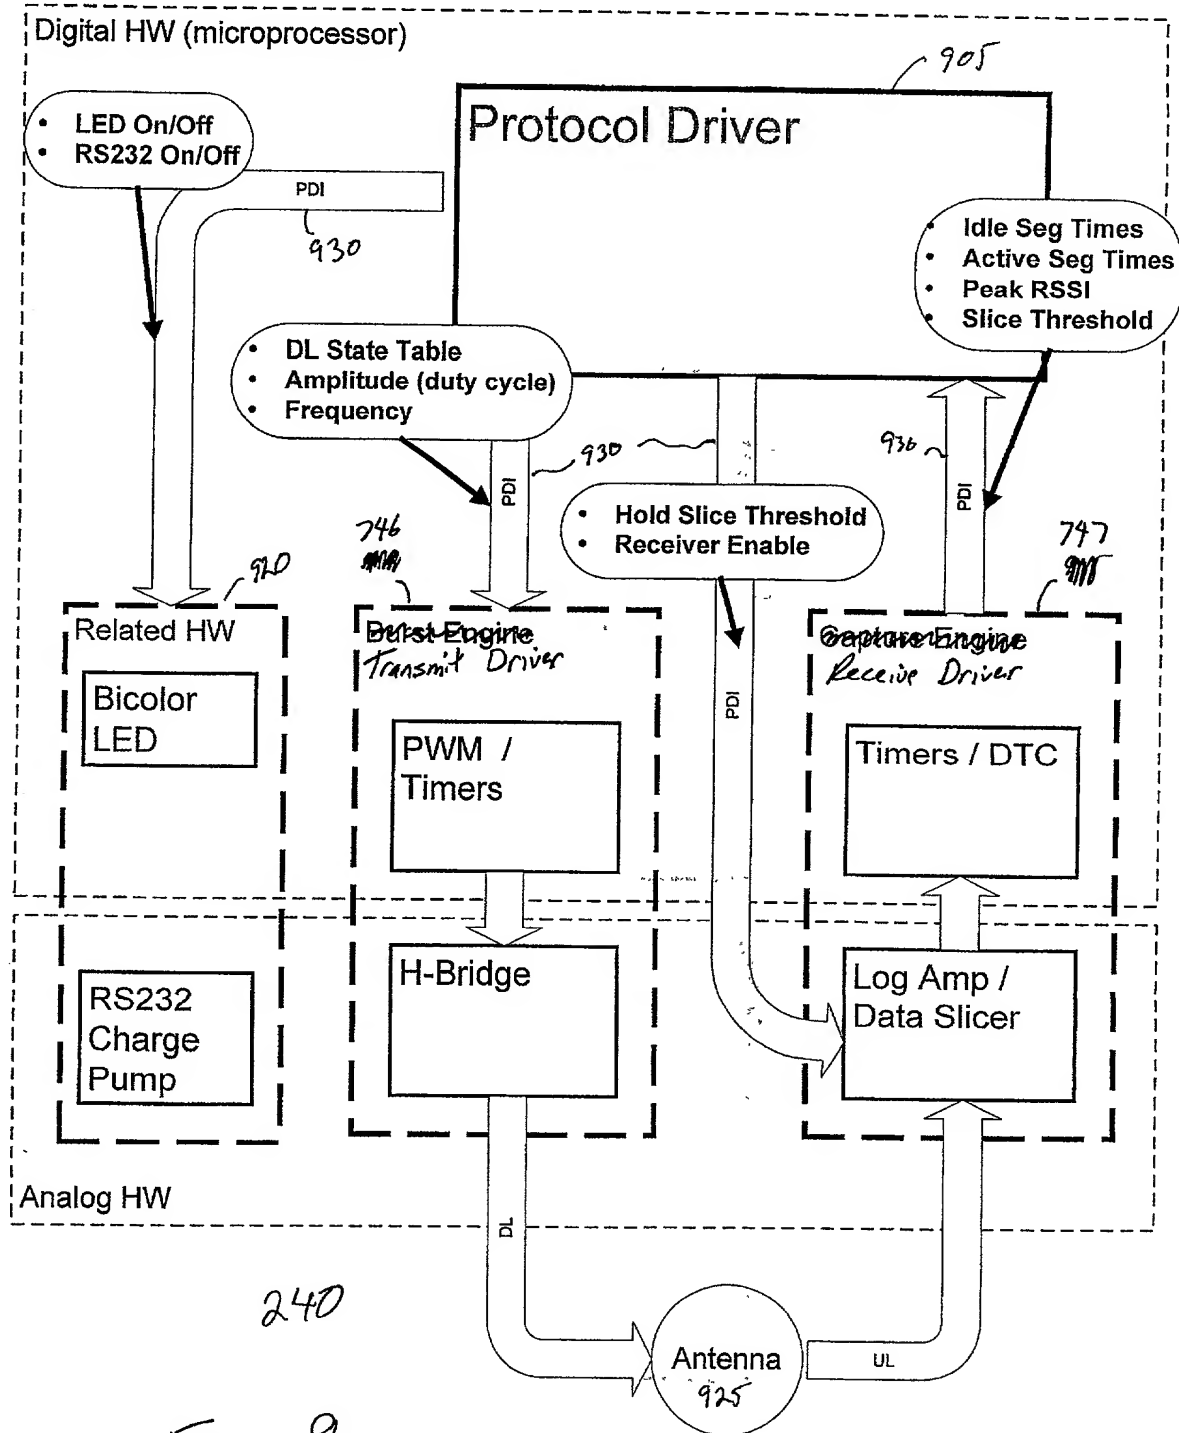 Digital HW (microprocessor)
905
• LED On/Off
• RS232 On/Off
Protocol Driver
PDI
930
• Idle Seg Times
• Active Seg Times
• Peak RSSI
• Slice Threshold
• DL State Table
• Amplitude (duty cycle)
• Frequency
930
930
PDI
PDI
• Hold Slice Threshold
• Receiver Enable
746
747
920
Related HW
Burst Engine
Transmit Driver
Capture Engine
Receive Driver
Bicolor
LED
PWM /
Timers
PDI
Timers / DTC
H-Bridge
Log Amp /
Data Slicer
RS232
Charge
Pump
Analog HW
DL
240
Antenna
925
UL
9